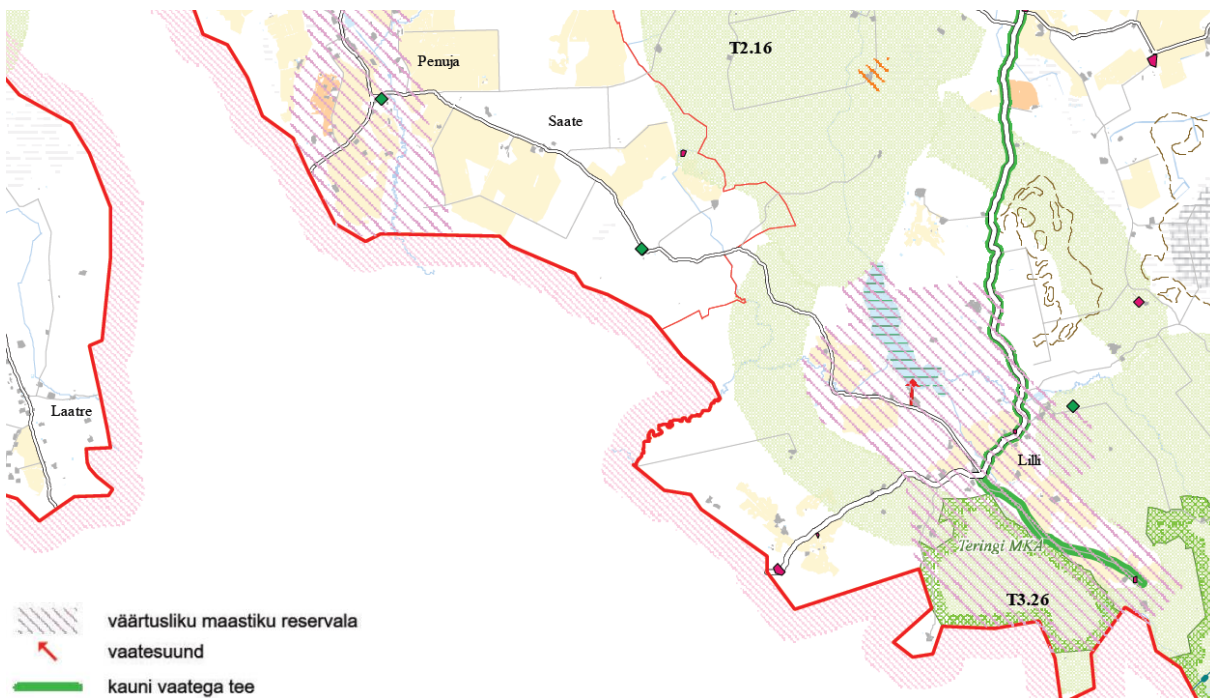 T2.16
Penuja
Saate
Laatre
Lilli
Teringi MKA
T3.26
väärtusliku maastiku reservala
vaatesuund
kauni vaatega tee